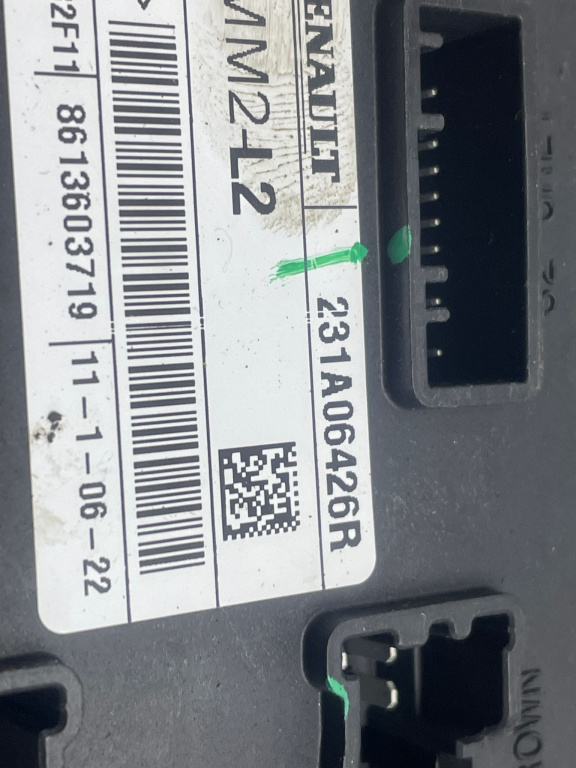 RENAULT
231A06426R
MM2-L2
2F11 8613603719 11-1-06-22